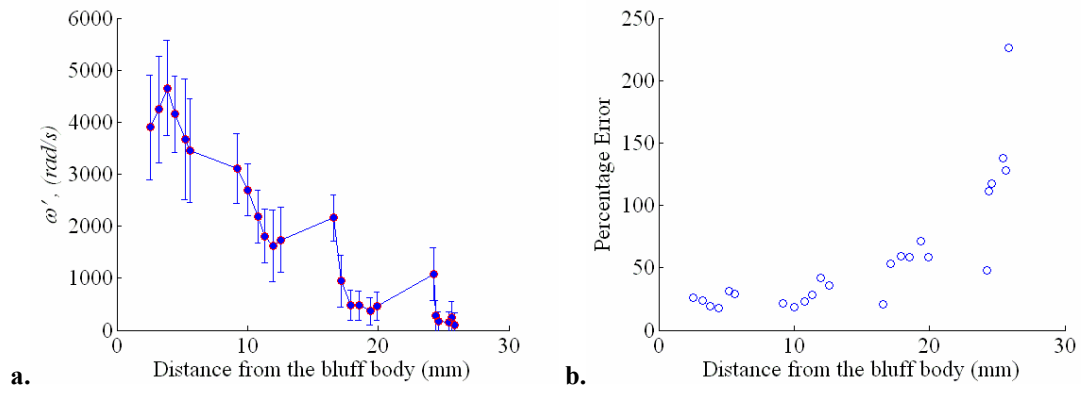 6000
5000
4000
3000
2000
1000
0
ω′, (rad/s)
0 10 20 30
Distance from the bluff body (mm)
a.
250
200
150
100
50
0
Percentage Error
0 10 20 30
Distance from the bluff body (mm)
b.